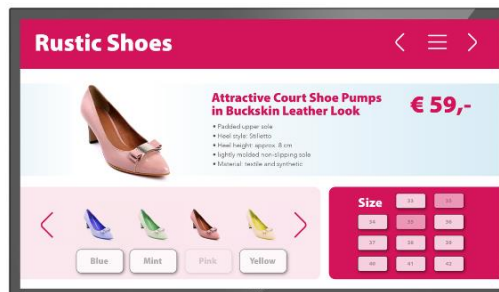 Rustic Shoes
Attractive Court Shoe Pumps
in Buckskin Leather Look
€ 59,-
• Padded upper sole
• Heel style: Stiletto
• Heel height: approx. 8 cm
• lightly molded non-slipping sole
• Material: textile and synthetic
Blue
Mint
Pink
Yellow
Size
33
34
36
37
38
39
40
41
42